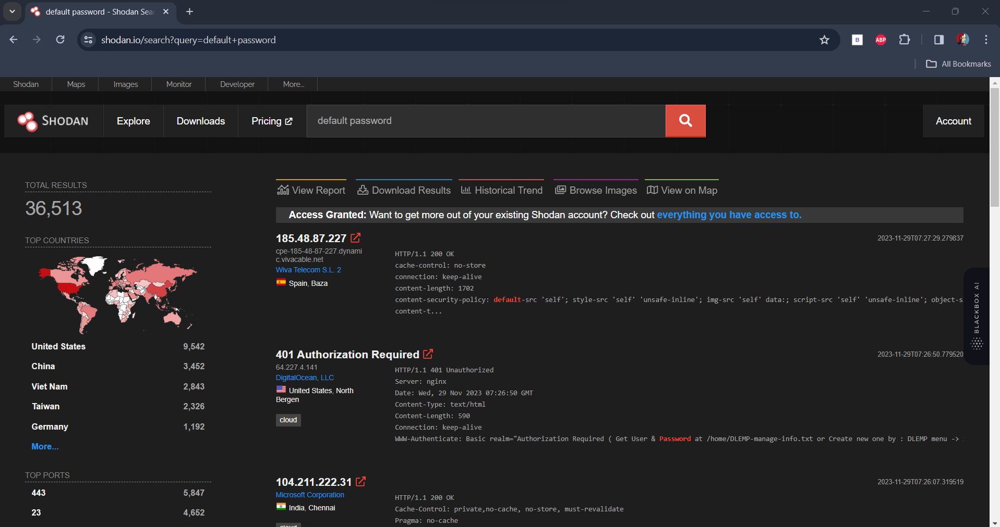 default password - Shodan Sea
shodan.io/search?query=default+password
B
ABP
All Bookmarks
Shodan
Maps
Images
Monitor
Developer
More...
SHODAN
Explore
Downloads
Pricing
default password
Account
TOTAL RESULTS
36,513
TOP COUNTRIES
United States 9,542
China 3,452
Viet Nam 2,843
Taiwan 2,326
Germany 1,192
More...
TOP PORTS
443 5,847
23 4,652
View Report
Download Results
Historical Trend
Browse Images
View on Map
Access Granted: Want to get more out of your existing Shodan account? Check out everything you have access to.
185.48.87.227
2023-11-29T07:27:29.279837
cpe-185-48-87-227.dynami
c.vivacable.net
Wiva Telecom S.L. 2
Spain, Baza
HTTP/1.1 200 OK
cache-control: no-store
connection: keep-alive
content-length: 1702
content-security-policy: default-src 'self'; style-src 'self' 'unsafe-inline'; img-src 'self' data:; script-src 'self' 'unsafe-inline'; object-s
content-t...
401 Authorization Required
2023-11-29T07:26:50.779520
64.227.4.141
DigitalOcean, LLC
United States, North
Bergen
cloud
HTTP/1.1 401 Unauthorized
Server: nginx
Date: Wed, 29 Nov 2023 07:26:50 GMT
Content-Type: text/html
Content-Length: 590
Connection: keep-alive
WWW-Authenticate: Basic realm="Authorization Required ( Get User & Password at /home/DLEMP-manage-info.txt or Create new one by : DLEMP menu ->
104.211.222.31
2023-11-29T07:26:07.319519
Microsoft Corporation
India, Chennai
cloud
HTTP/1.1 200 OK
Cache-Control: private,no-cache, no-store, must-revalidate
Pragma: no-cache
BLACKBOX AI